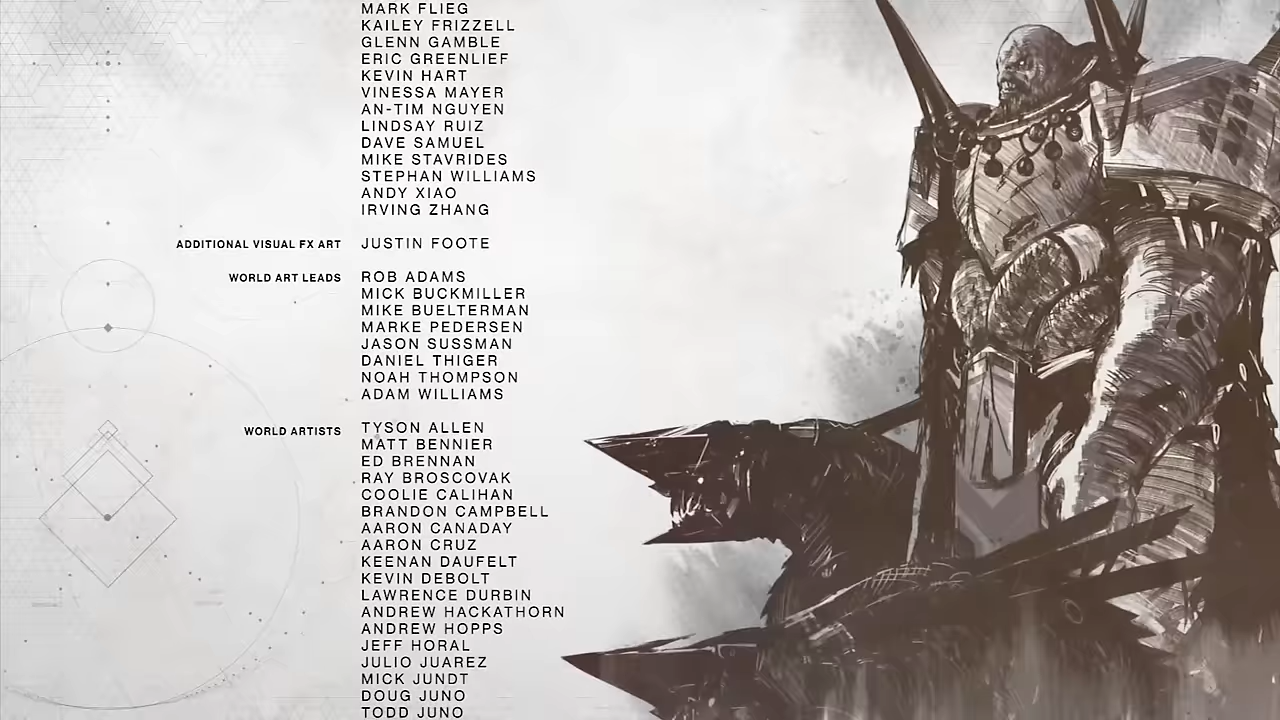 MARK FLIEG
KAILEY FRIZZELL
GLENN GAMBLE
ERIC GREENLIEF
KEVIN HART
VINESSA MAYER
AN-TIM NGUYEN
LINDSAY RUIZ
DAVE SAMUEL
MIKE STAVRIDES
STEPHAN WILLIAMS
ANDY XIAO
IRVING ZHANG
ADDITIONAL VISUAL FX ART JUSTIN FOOTE
WORLD ART LEADS ROB ADAMS
MICK BUCKMILLER
MIKE BUELTERMAN
MARKE PEDERSEN
JASON SUSSMAN
DANIEL THIGER
NOAH THOMPSON
ADAM WILLIAMS
WORLD ARTISTS TYSON ALLEN
MATT BENNIER
ED BRENNAN
RAY BROSCOVAK
COOLIE CALIHAN
BRANDON CAMPBELL
AARON CANADAY
AARON CRUZ
KEENAN DAUFELT
KEVIN DEBOLT
LAWRENCE DURBIN
ANDREW HACKATHORN
ANDREW HOPPS
JEFF HORAL
JULIO JUAREZ
MICK JUNDT
DOUG JUNO
TODD JUNO